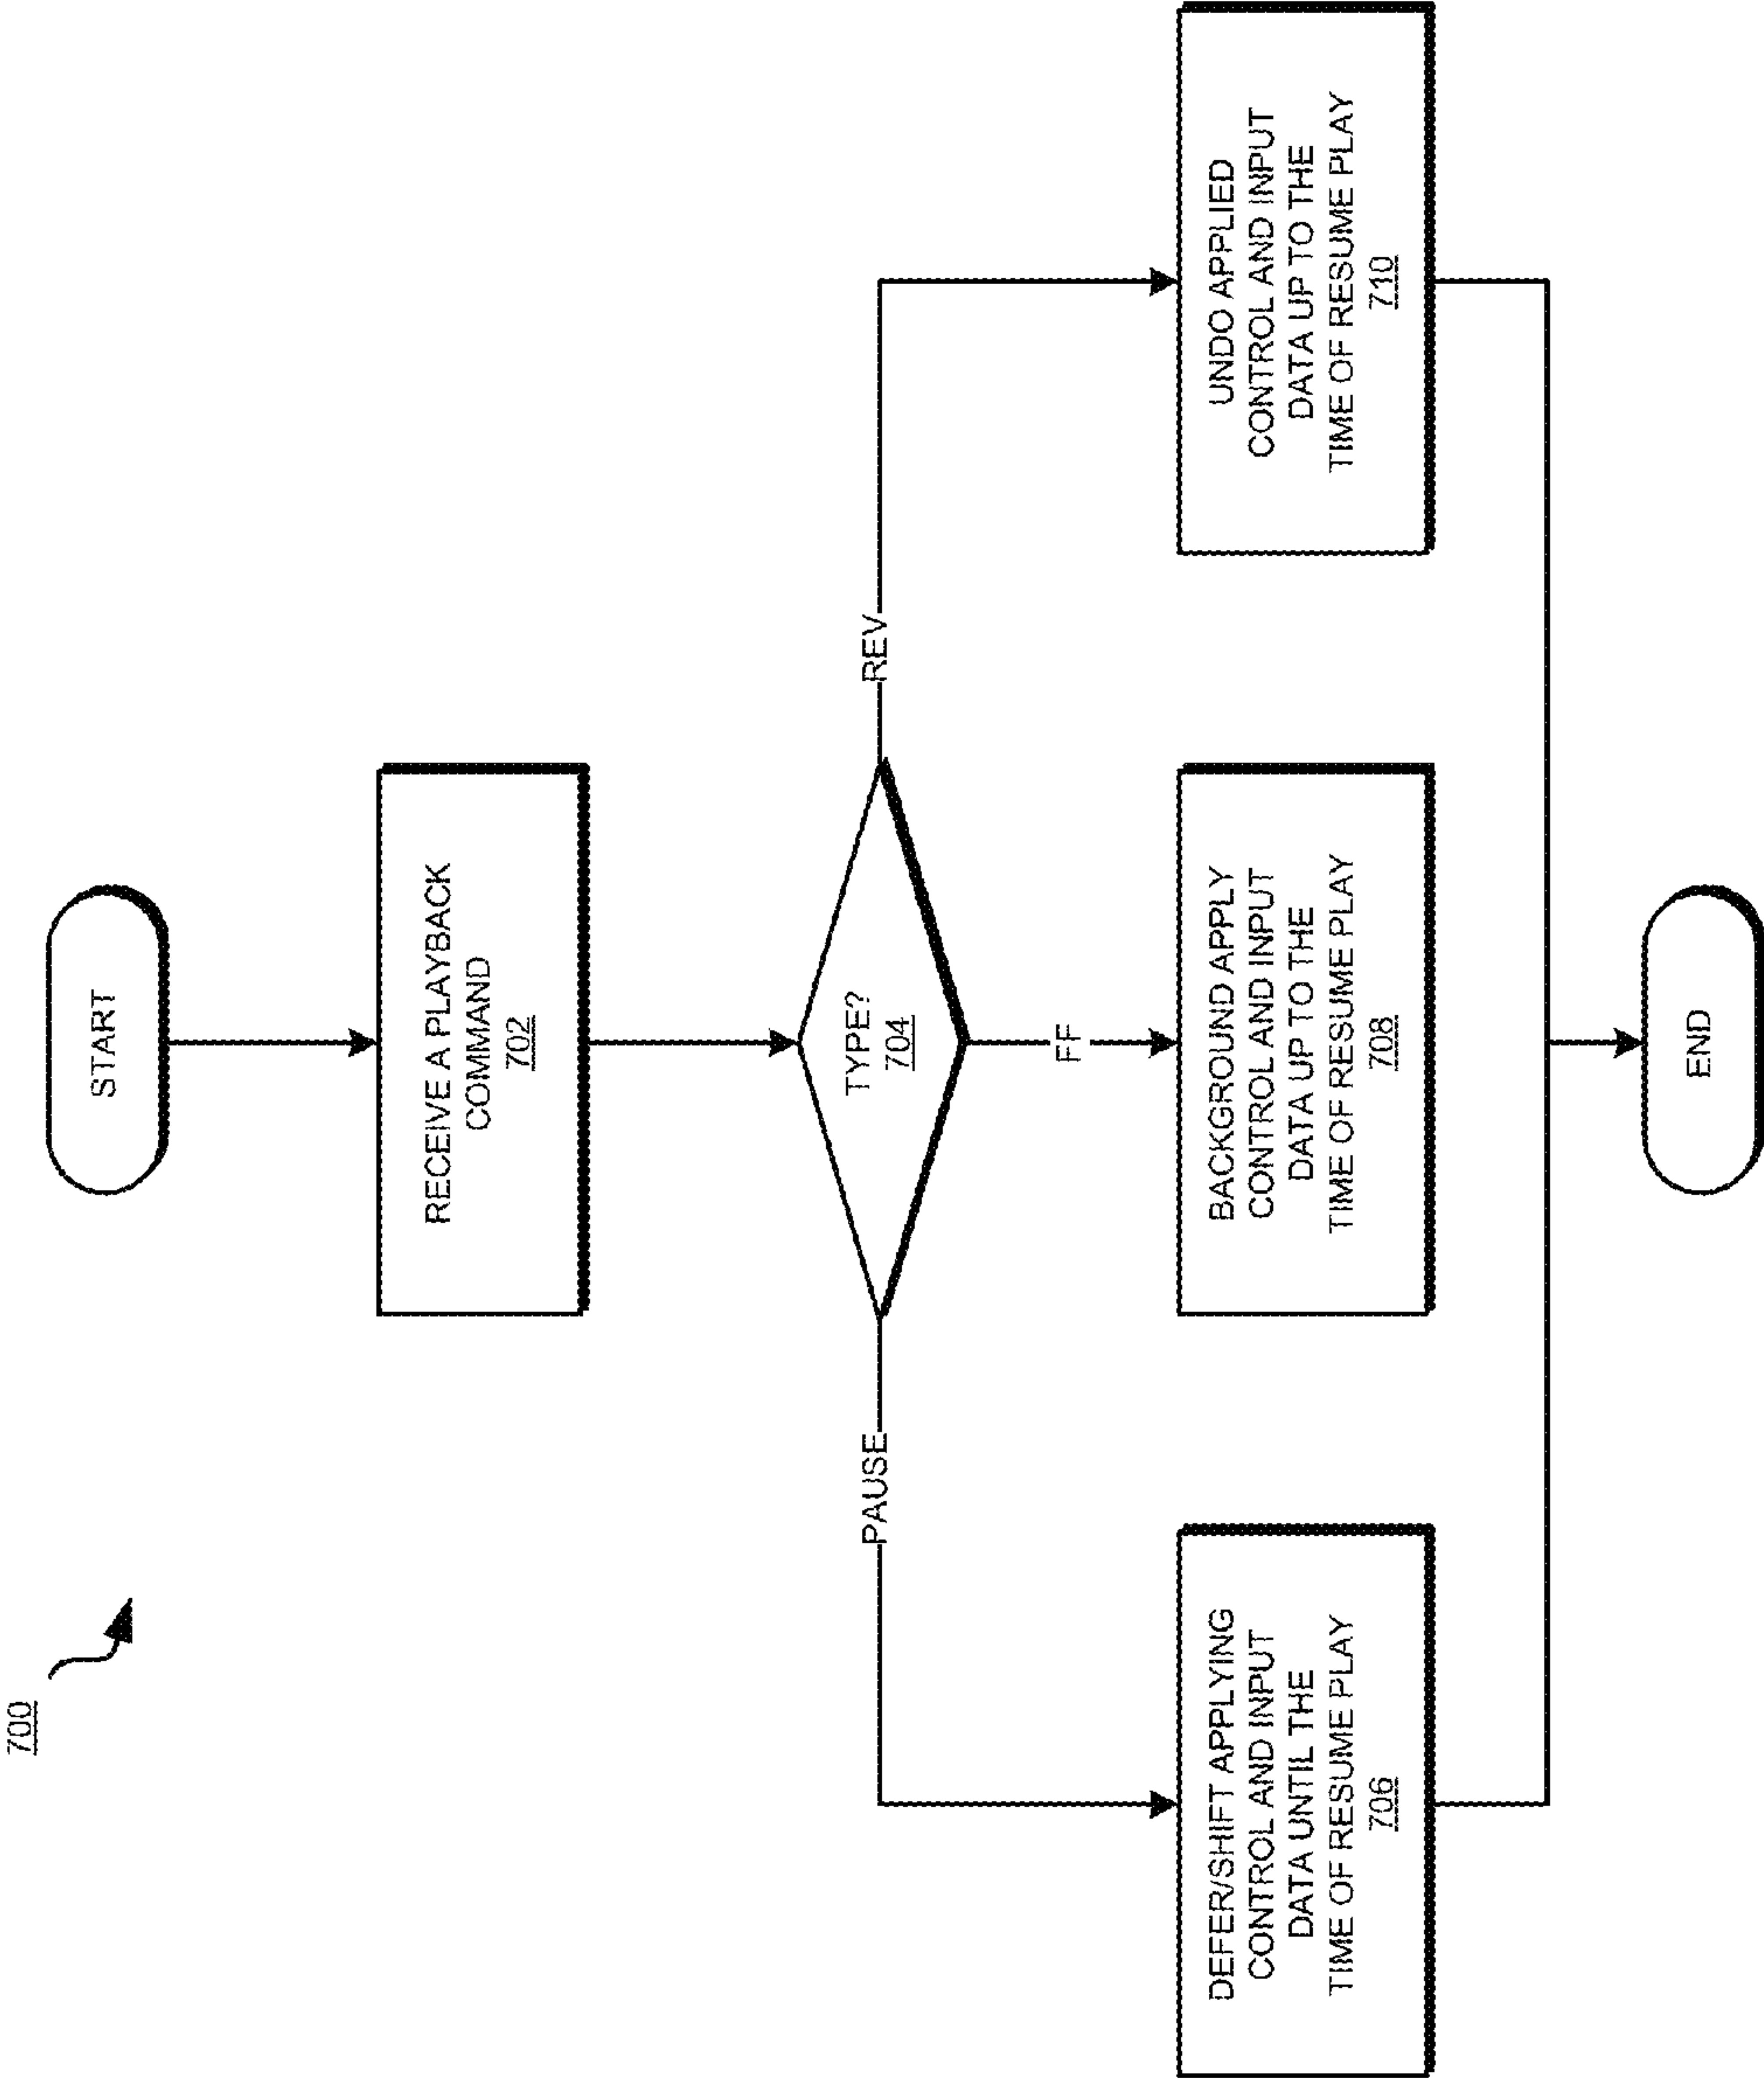 700
START
RECEIVE A PLAYBACK
COMMAND
702
TYPE?
704
PAUSE
FF
REV
DEFER/SHIFT APPLYING
CONTROL AND INPUT
DATA UNTIL THE
TIME OF RESUME PLAY
706
BACKGROUND APPLY
CONTROL AND INPUT
DATA UP TO THE
TIME OF RESUME PLAY
708
UNDO APPLIED
CONTROL AND INPUT
DATA UP TO THE
TIME OF RESUME PLAY
710
END